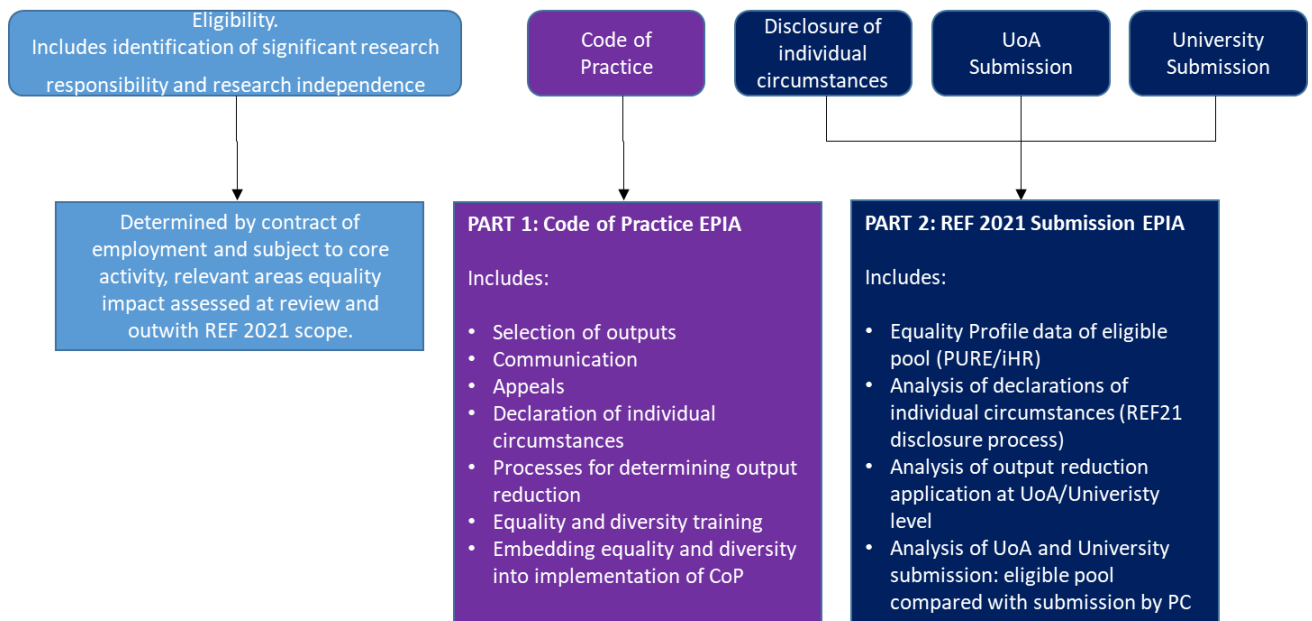 Eligibility.
Includes identification of significant research
responsibility and research independence
Code of
Practice
Disclosure of
individual
circumstances
UoA
Submission
University
Submission
Determined by contract of
employment and subject to core
activity, relevant areas equality
impact assessed at review and
outwith REF 2021 scope.
PART 1: Code of Practice EPIA
Includes:
• Selection of outputs
• Communication
• Appeals
• Declaration of individual
circumstances
• Processes for determining output
reduction
• Equality and diversity training
• Embedding equality and diversity
into implementation of CoP
PART 2: REF 2021 Submission EPIA
Includes:
• Equality Profile data of eligible
pool (PURE/iHR)
• Analysis of declarations of
individual circumstances (REF21
disclosure process)
• Analysis of output reduction
application at UoA/Univeristy
level
• Analysis of UoA and University
submission: eligible pool
compared with submission by PC